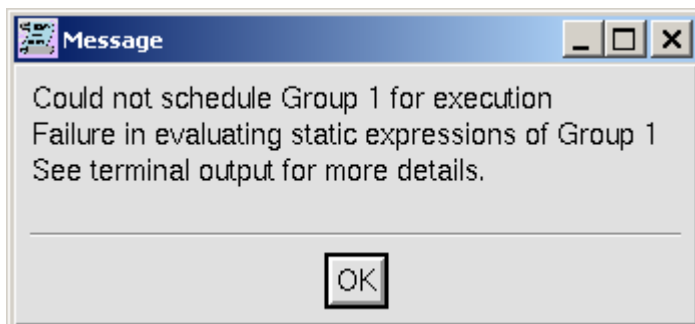 Message
Could not schedule Group 1 for execution
Failure in evaluating static expressions of Group 1
See terminal output for more details.
OK